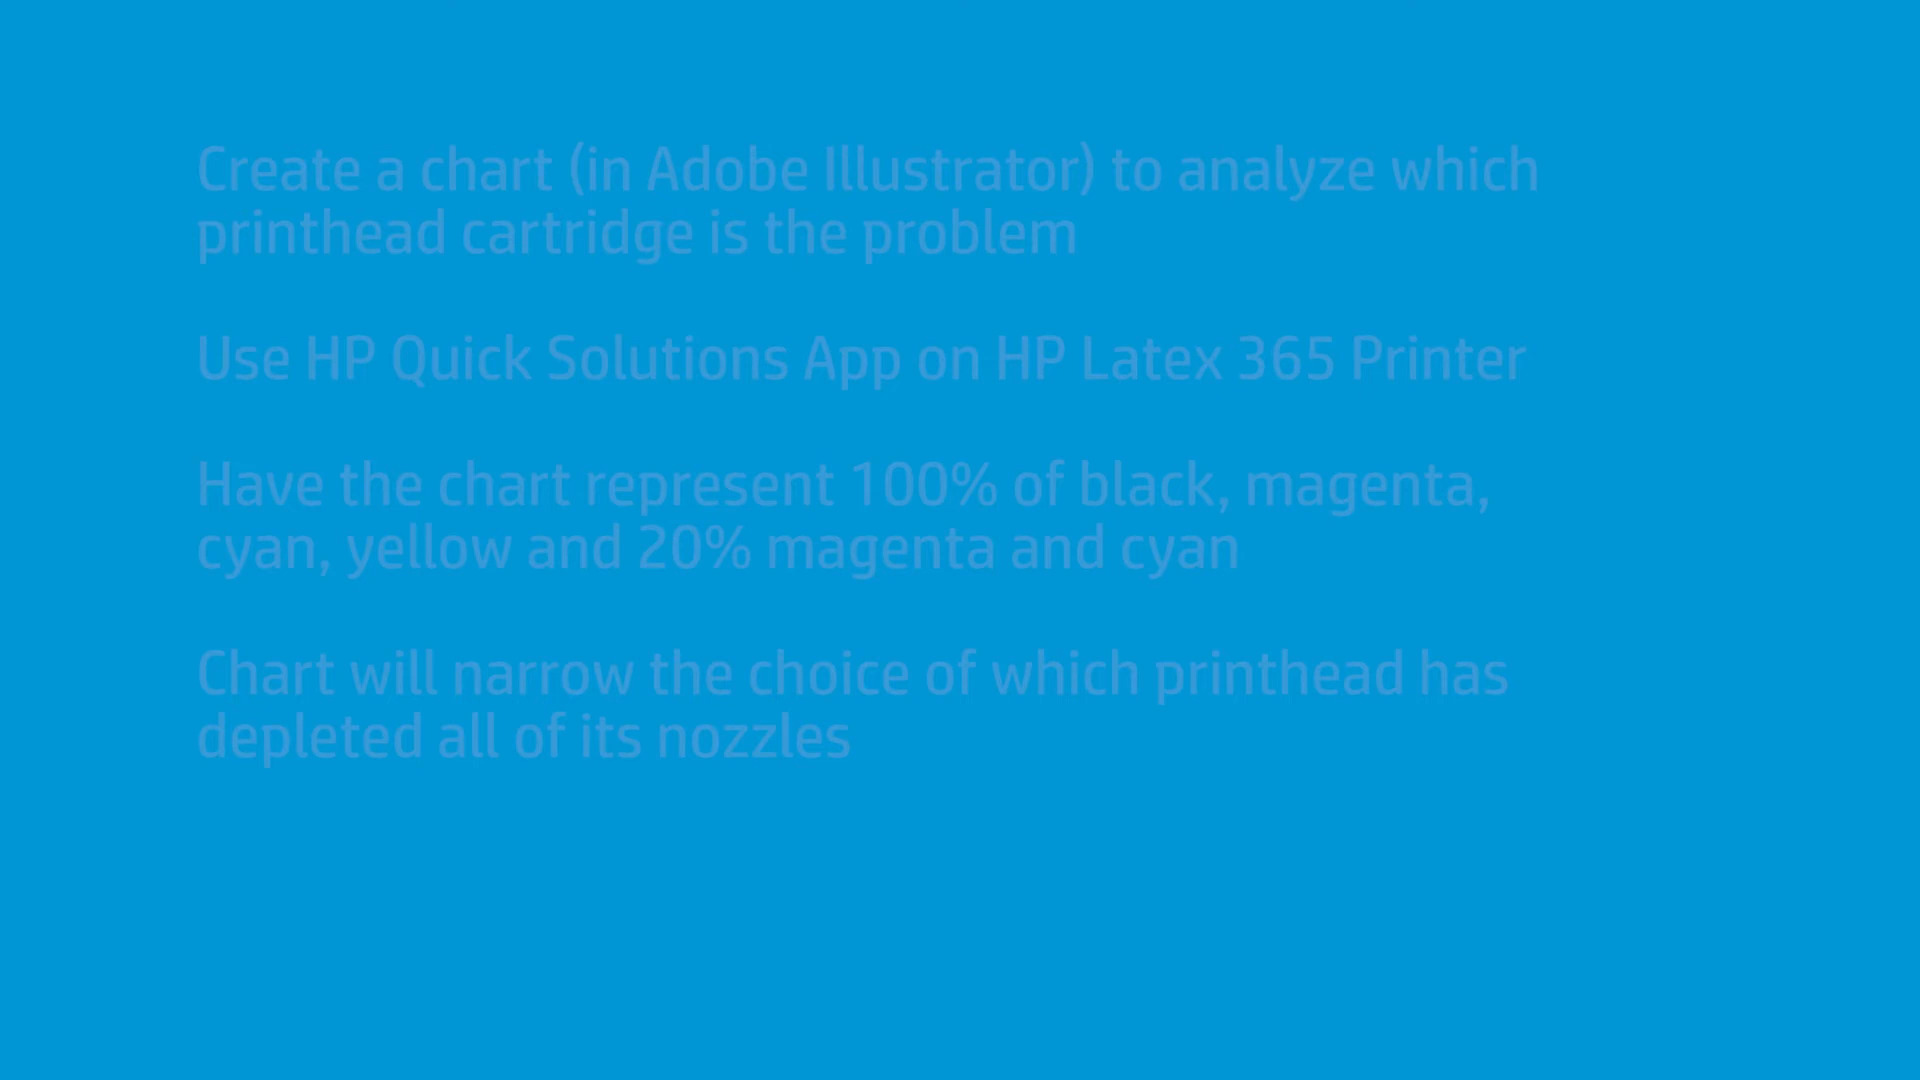 Create a chart (in Adobe Illustrator) to analyze which
printhead cartridge is the problem
Use HP Quick Solutions App on HP Latex 365 Printer
Have the chart represent 100% of black, magenta,
cyan, yellow and 20% magenta and cyan
Chart will narrow the choice of which printhead has
depleted all of its nozzles